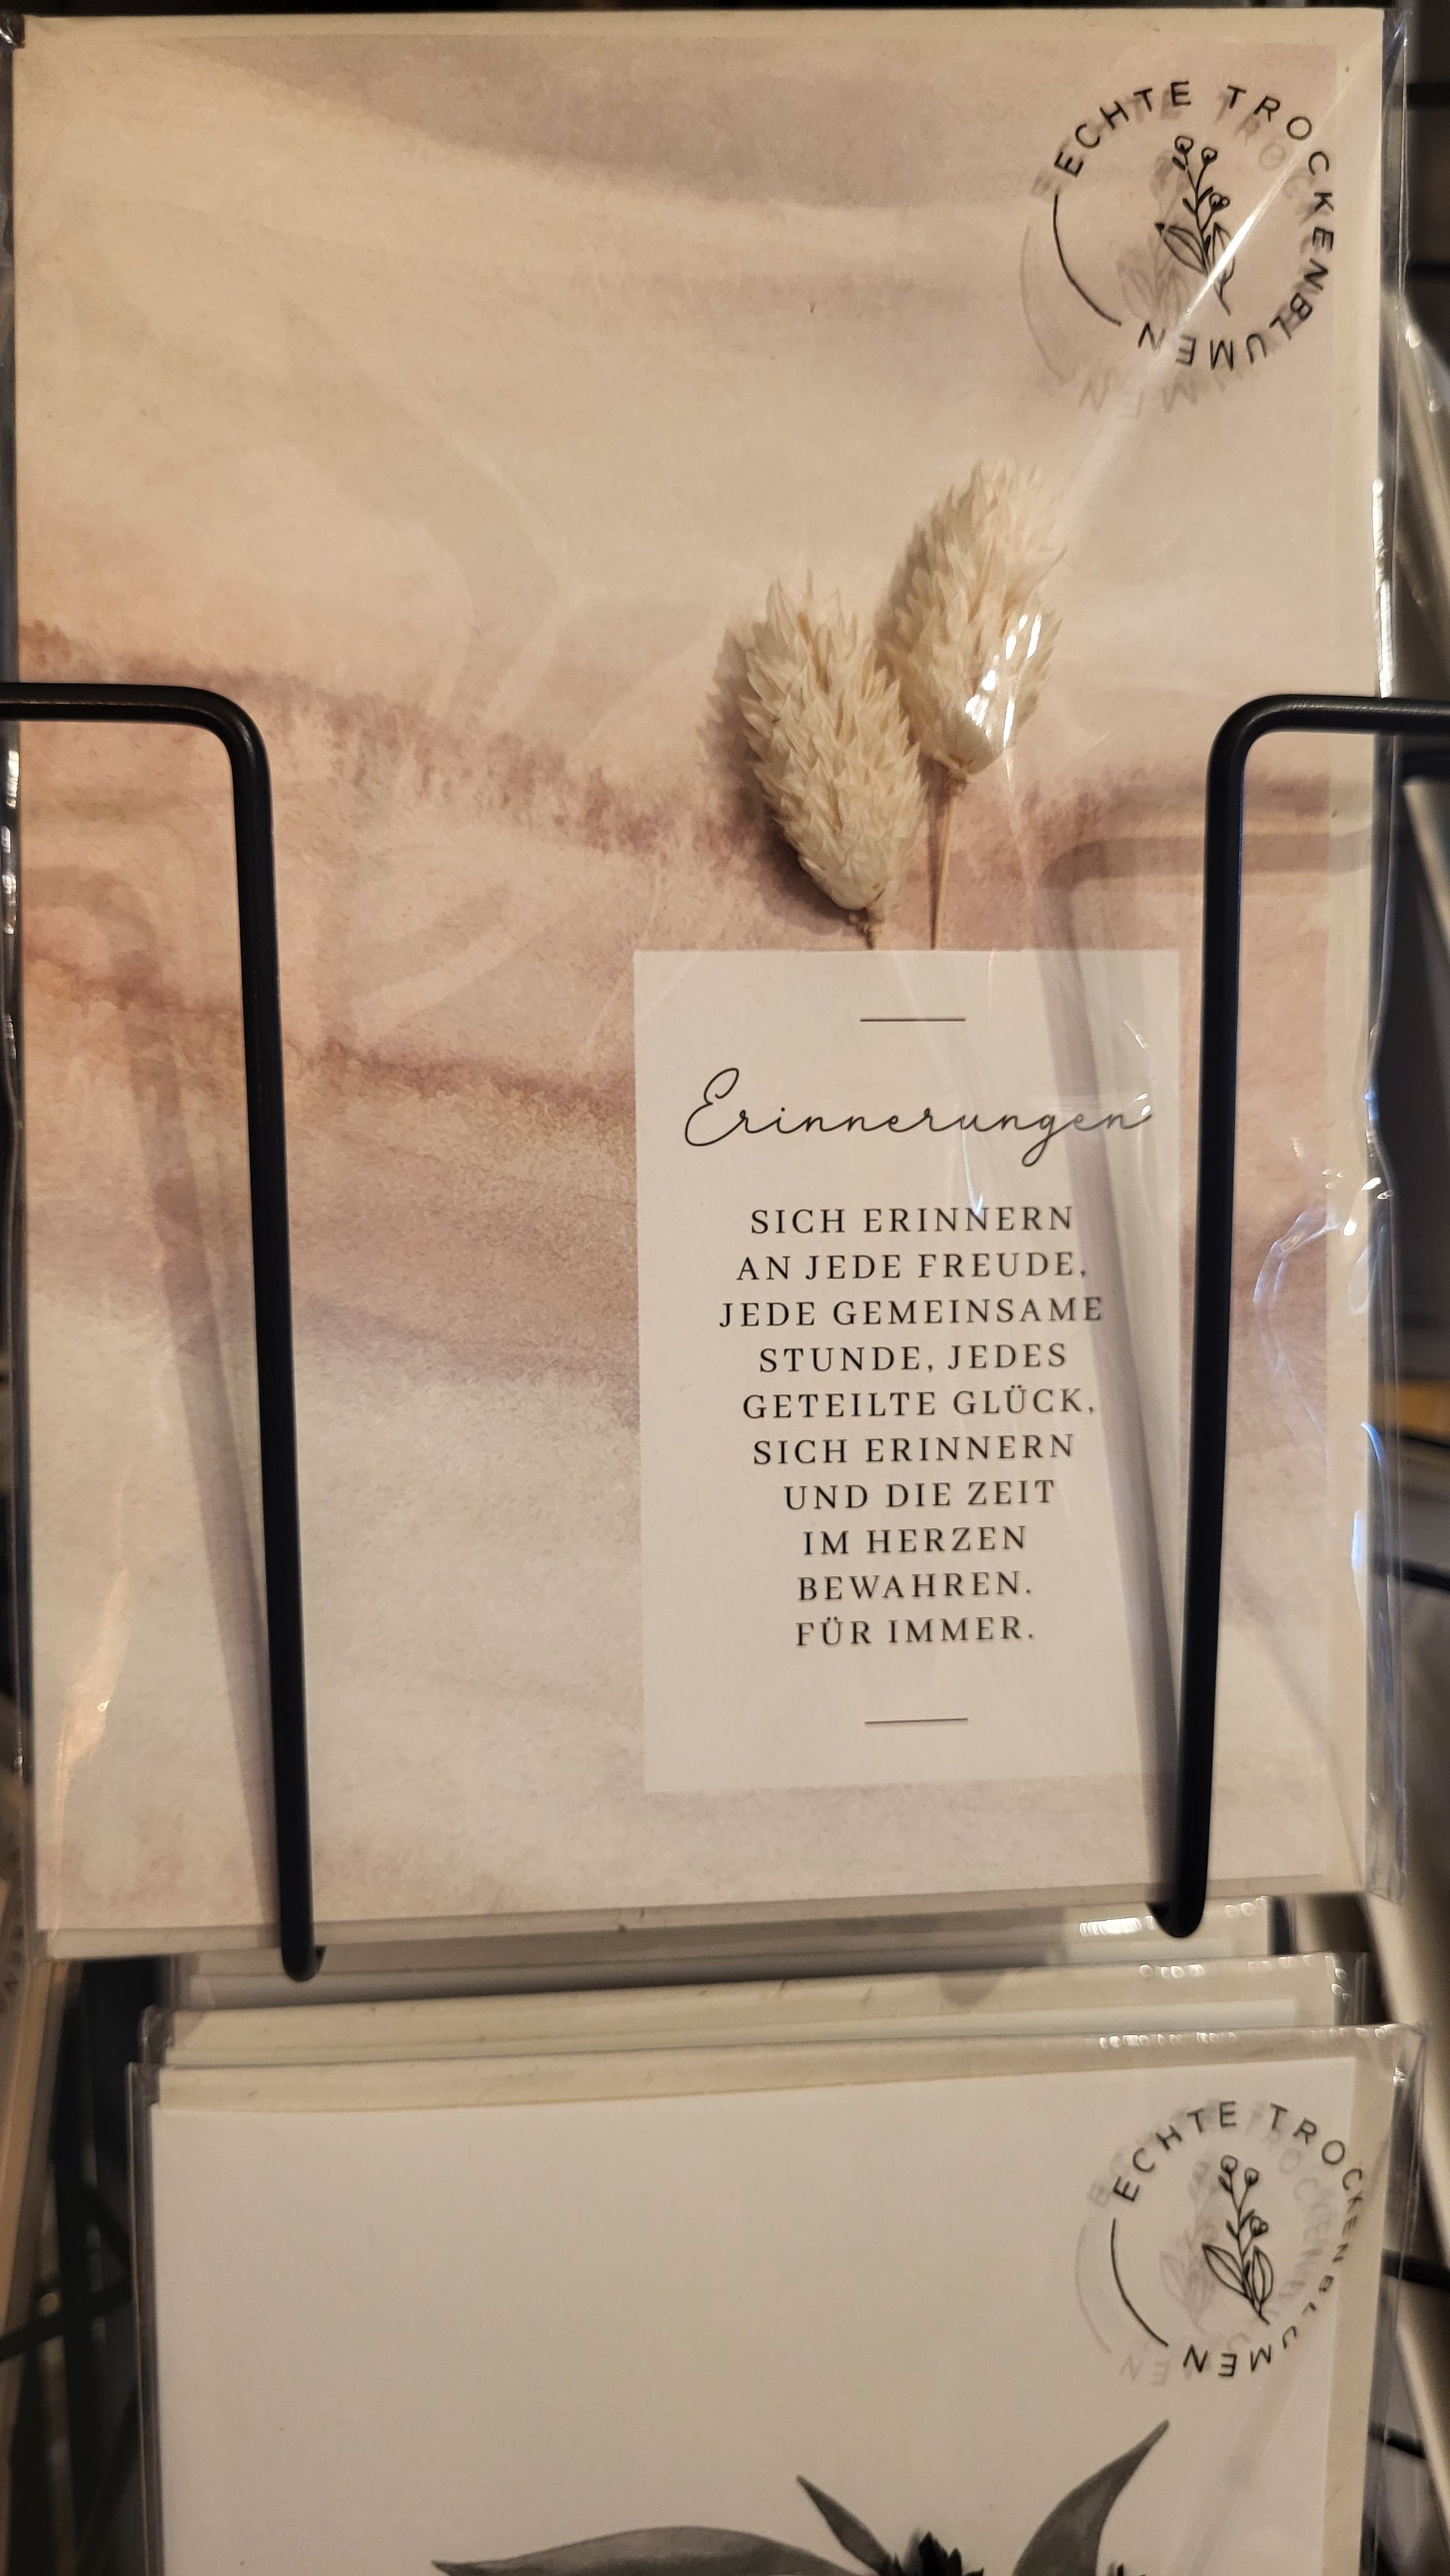 ECHTE TROCKENBLUMEN
Erinnerungen
SICH ERINNERN
AN JEDE FREUDE,
JEDE GEMEINSAME
STUNDE, JEDES
GETEILTE GLÜCK,
SICH ERINNERN
UND DIE ZEIT
IM HERZEN
BEWAHREN.
FÜR IMMER.
ECHTE TROCKENBLUMEN